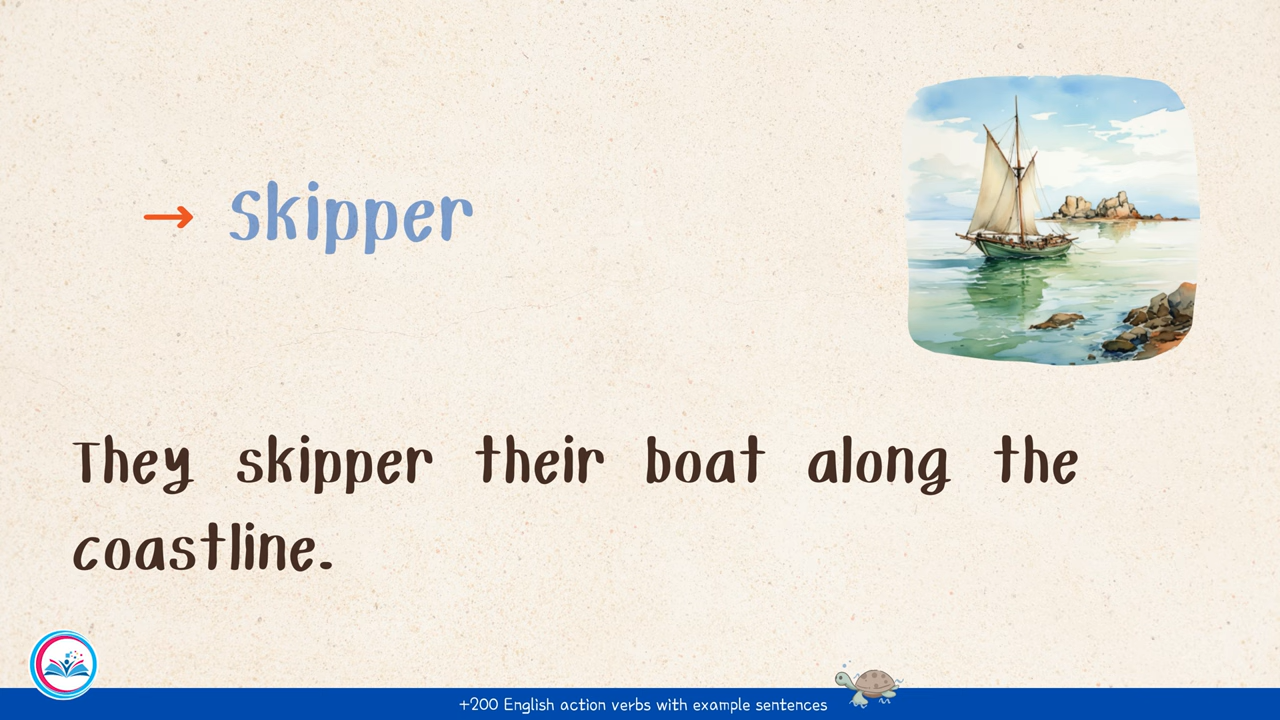 → Skipper
They skipper their boat along the
coastline.
+200 English action verbs with example sentences